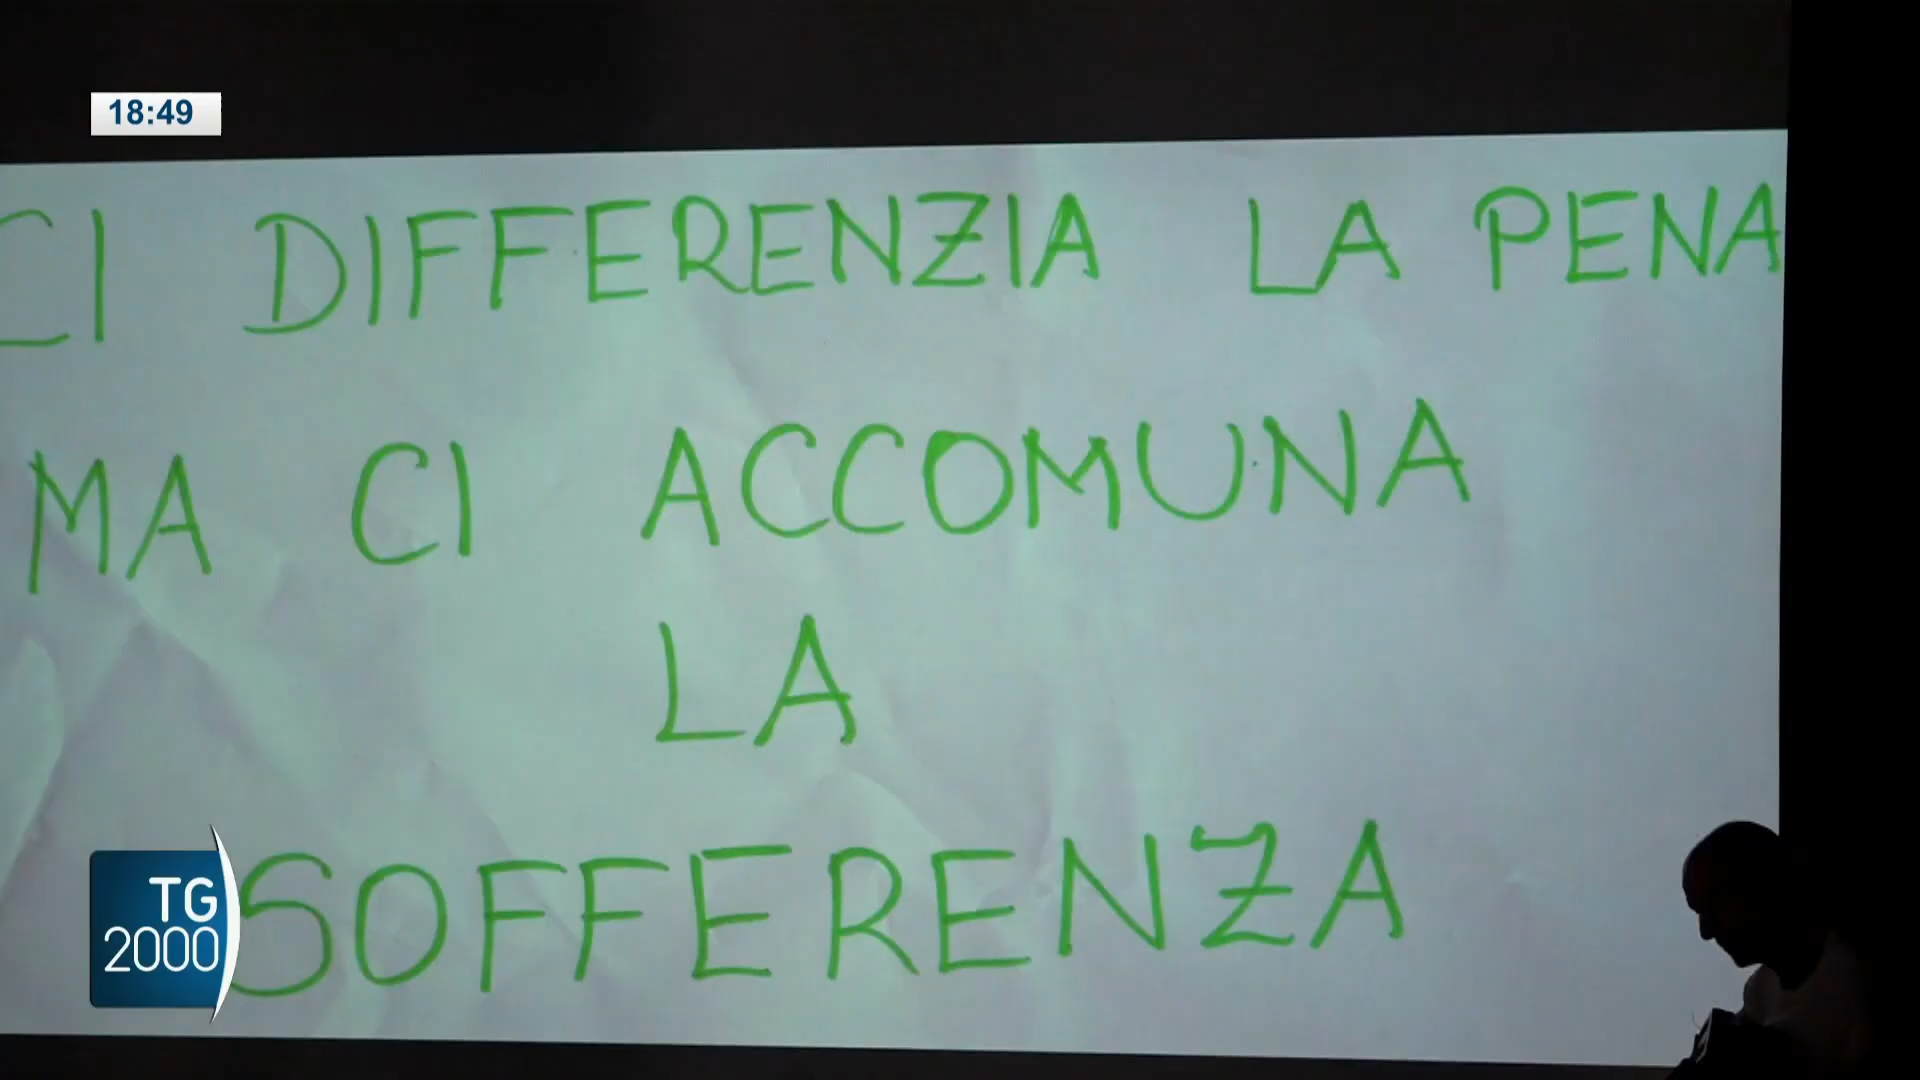 18:49
CI DIFFERENZIA LA PENA
MA CI ACCOMUNA
LA
SOFFERENZA
TG
2000